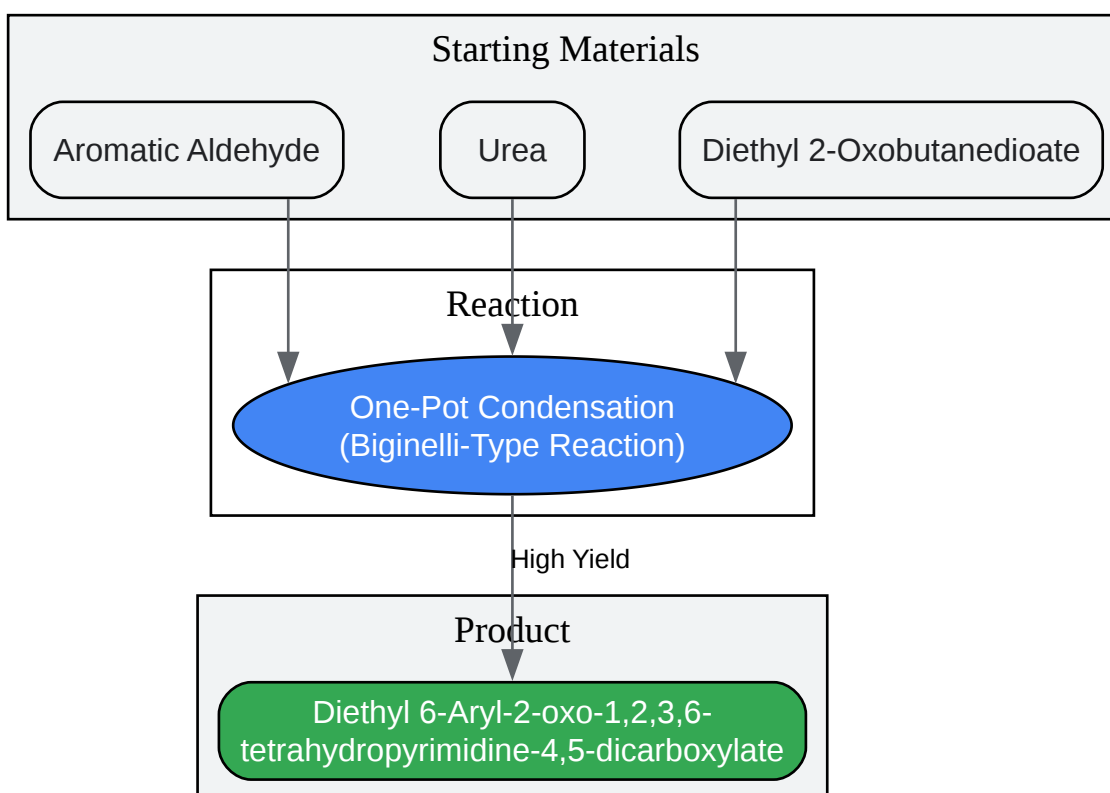 Starting Materials
Aromatic Aldehyde
Urea
Diethyl 2-Oxobutanedioate
Reaction
One-Pot Condensation
(Biginelli-Type Reaction)
High Yield
Product
Diethyl 6-Aryl-2-oxo-1,2,3,6-
tetrahydropyrimidine-4,5-dicarboxylate